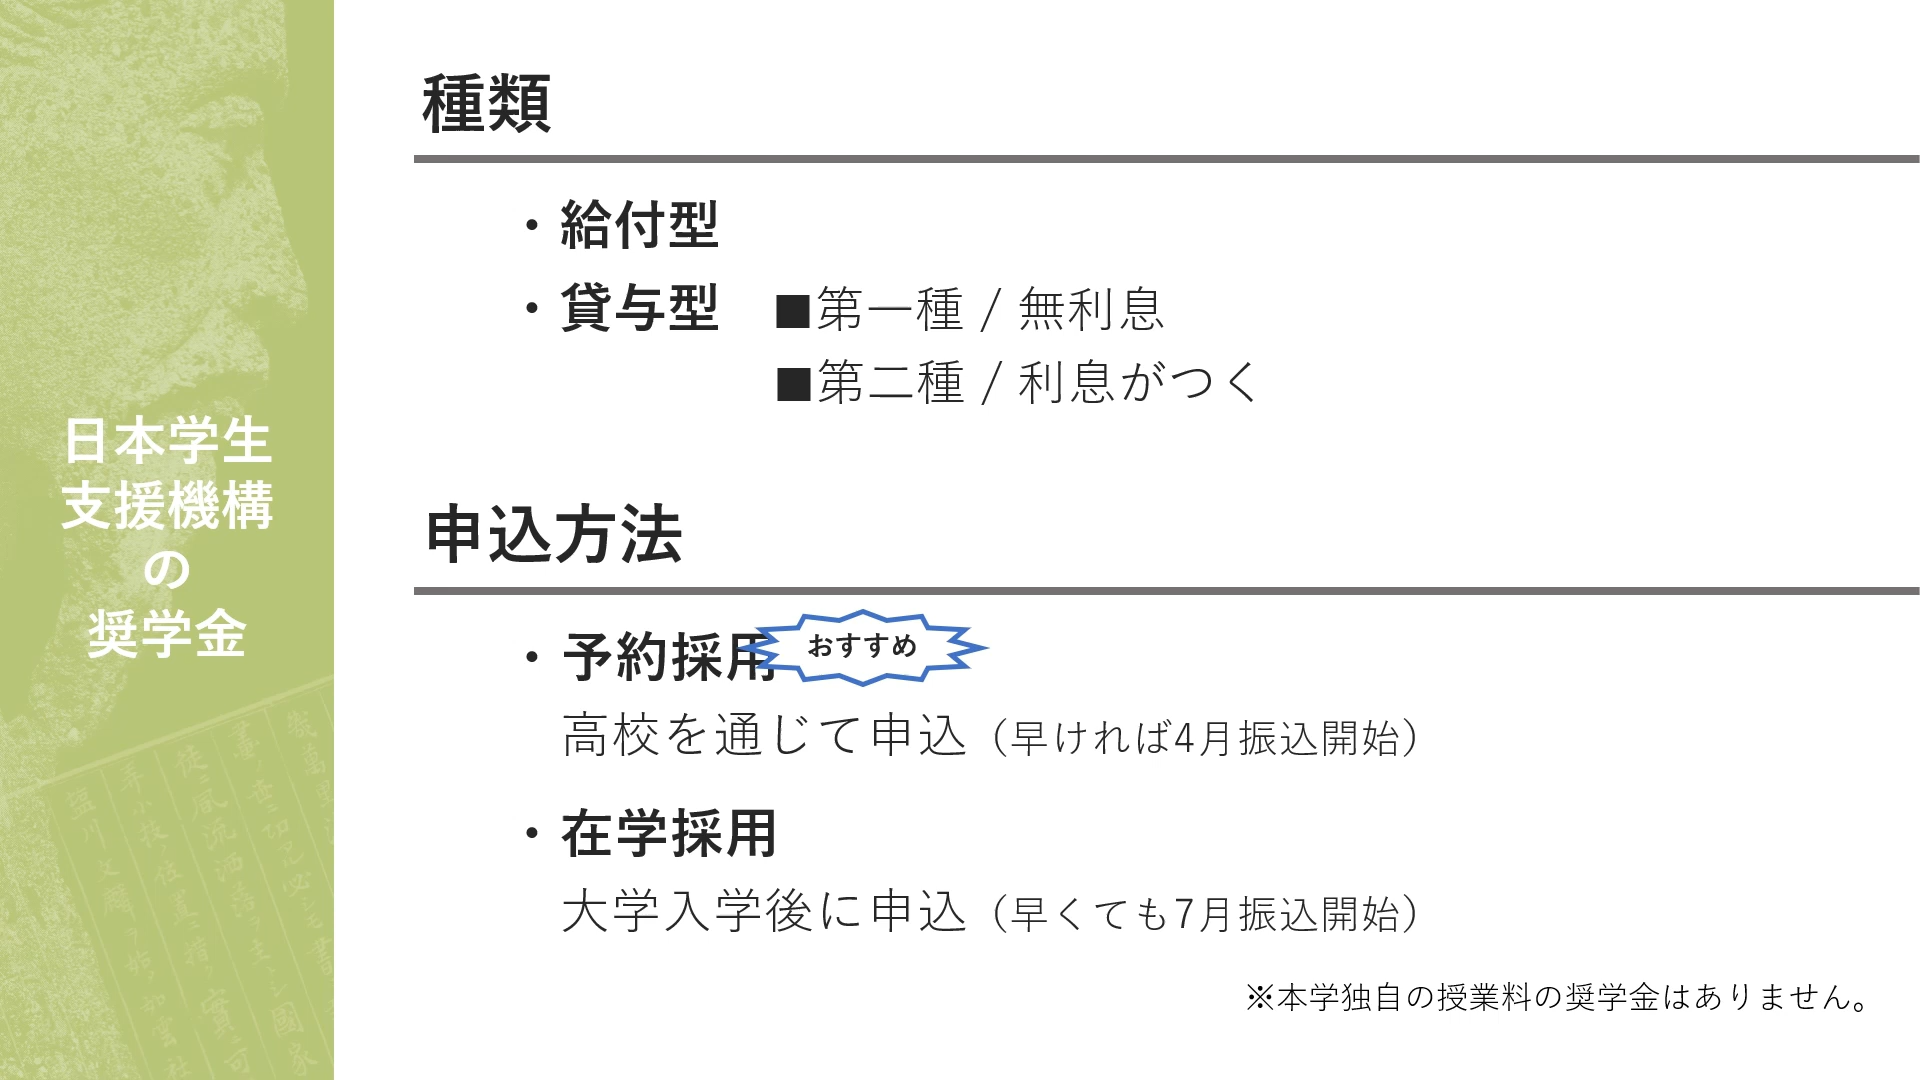 日本学生
支援機構
の
奨学金
種類
・給付型
・貸与型 ■第一種 / 無利息
■第二種 / 利息がつく
申込方法
・予約採用 おすすめ
高校を通じて申込（早ければ4月振込開始）
・在学採用
大学入学後に申込（早くても7月振込開始）
※本学独自の授業料の奨学金はありません。